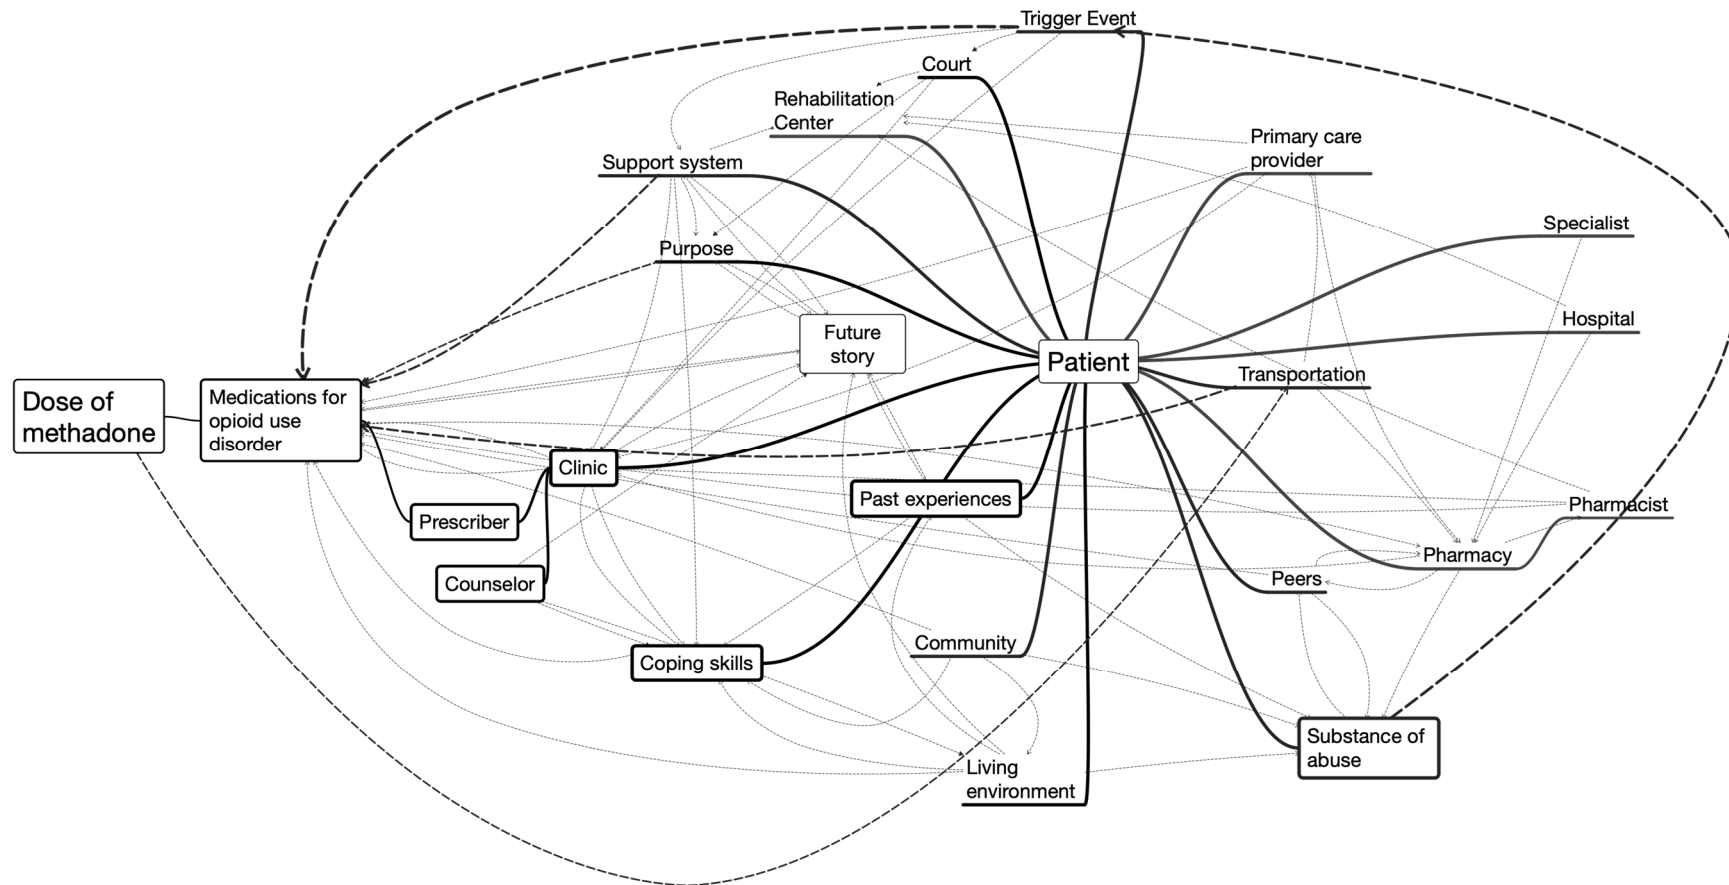 Trigger Event
Court
Rehabilitation
Center
Primary care
provider
Support system
Specialist
Purpose
Hospital
Future
story
Patient
Transportation
Dose of
methadone
Medications for
opioid use
disorder
Clinic
Past experiences
Pharmacist
Prescriber
Pharmacy
Counselor
Peers
Community
Coping skills
Substance of
abuse
Living
environment